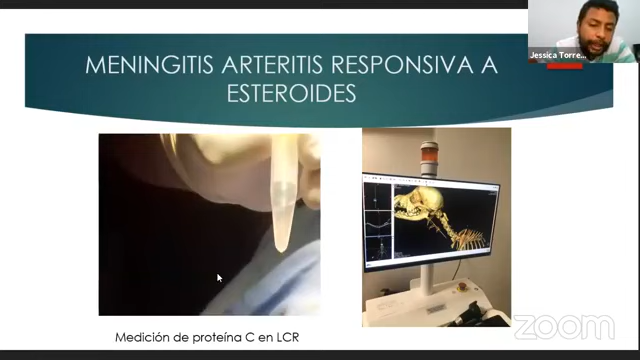 Jessica Torre...
MENINGITIS ARTERITIS RESPONSIVA A
ESTEROIDES
Medición de proteína C en LCR
zoom